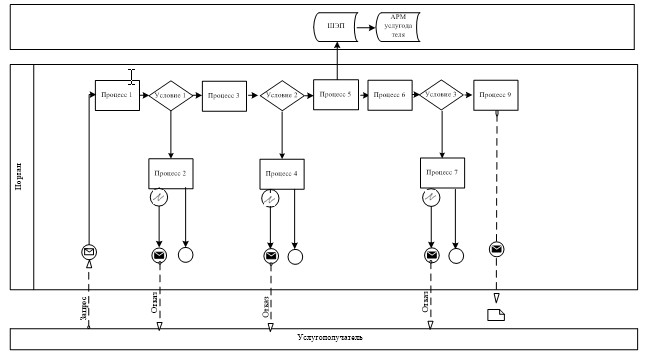 ШЭП
АРМ
услугода
теля
Портал
Процесс 1
Условие 1
Процесс 3
Условие 2
Процесс 5
Процесс 6
Условие 3
Процесс 9
Процесс 2
Процесс 4
Процесс 7
Запрос
Отказ
Отказ
Отказ
Услугополучатель